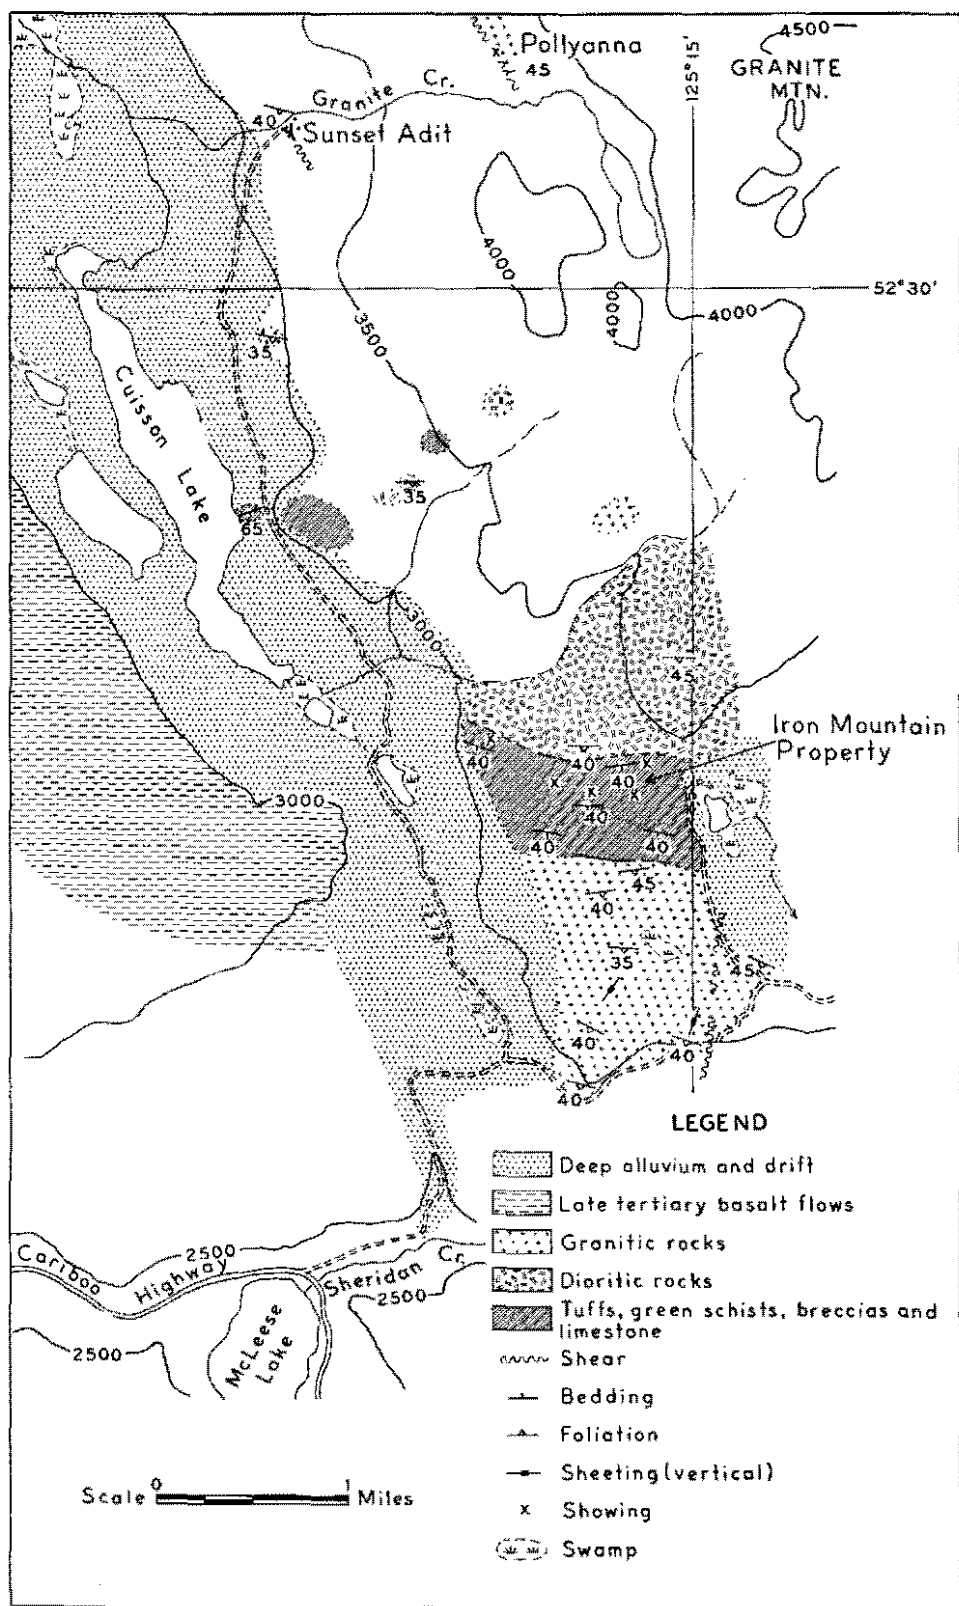 4500
Pollyanna
45
125° 15'
GRANITE
MTN.
Granite Cr.
40
Sunset Adit
4000
52° 30'
3500
4000
4000
35
Cuisson Lake
35
65
3000
45
Iron Mountain
Property
40
40
40
3000
40
40
40
45
40
35
45
40
40
40
LEGEND
Deep alluvium and drift
Late tertiary basalt flows
Granitic rocks
Dioritic rocks
Tuffs, green schists, breccias and
limestone
Shear
Bedding
Foliation
Sheeting (vertical)
Showing
Swamp
2500
Cariboo Highway
Sheridan Cr.
2500
2500
McLeese
Lake
0 1
Scale Miles